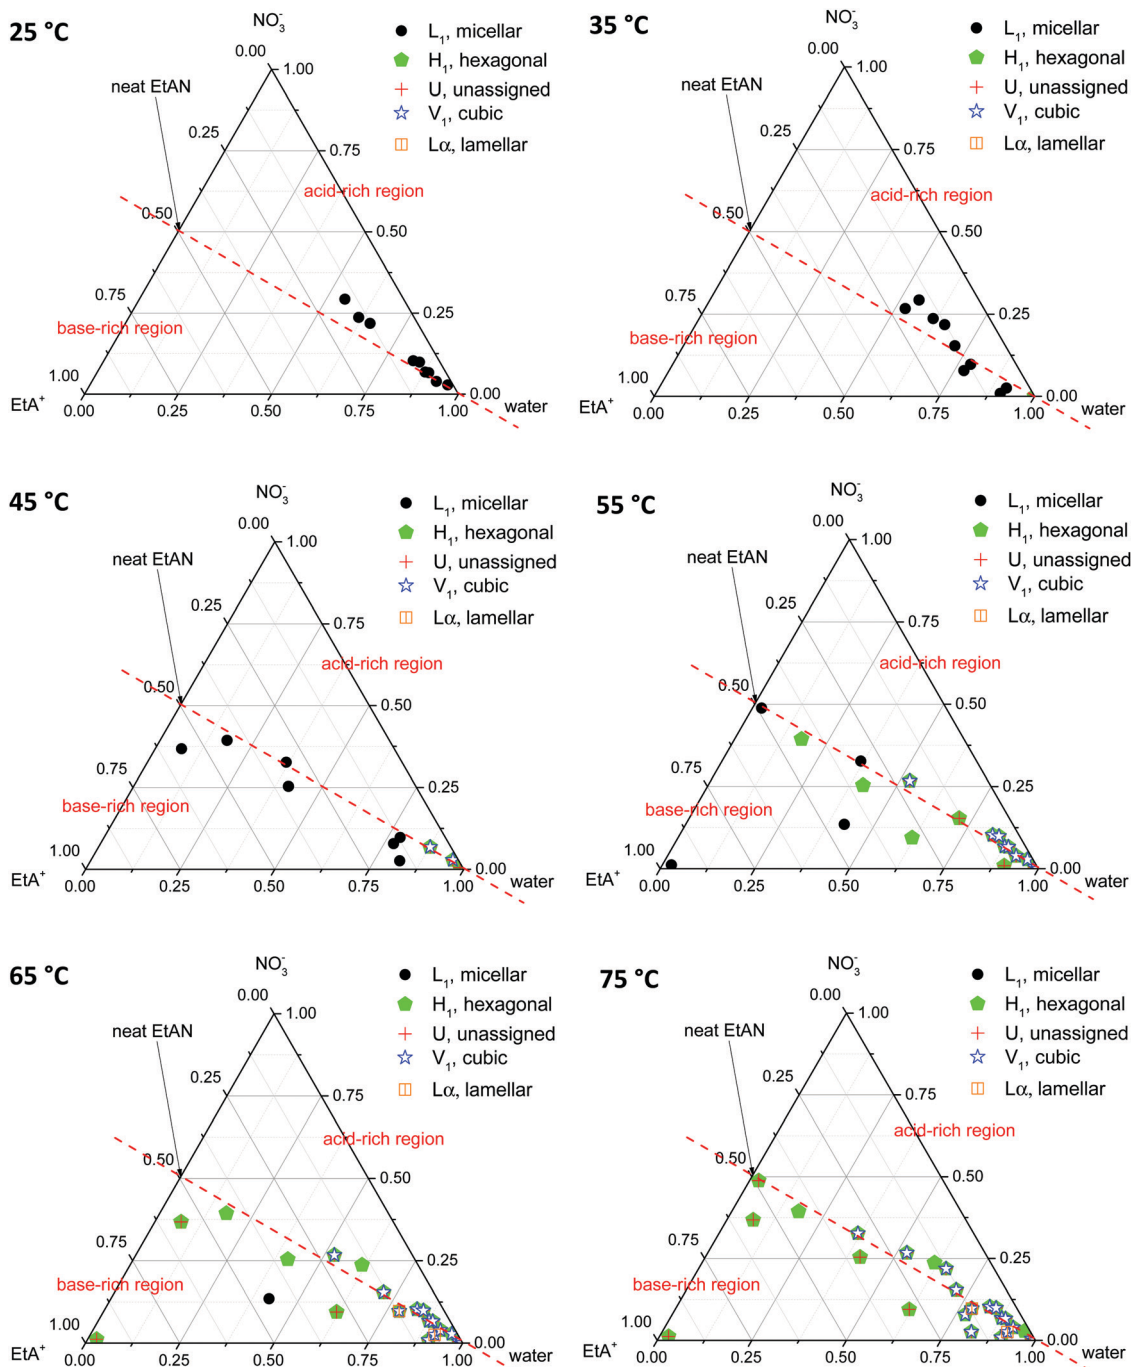 25 °C
NO₃⁻
0.00
1.00
neat EtAN
0.25
0.75
acid-rich region
0.50
0.50
0.75
0.25
base-rich region
1.00
0.00
EtA⁺
0.00 0.25 0.50 0.75 1.00
water
L₁, micellar
H₁, hexagonal
U, unassigned
V₁, cubic
Lα, lamellar
35 °C
NO₃⁻
0.00
1.00
neat EtAN
0.25
0.75
acid-rich region
0.50
0.50
0.75
0.25
base-rich region
1.00
0.00
EtA⁺
0.00 0.25 0.50 0.75 1.00
water
L₁, micellar
H₁, hexagonal
U, unassigned
V₁, cubic
Lα, lamellar
45 °C
NO₃⁻
0.00
1.00
neat EtAN
0.25
0.75
acid-rich region
0.50
0.50
0.75
0.25
base-rich region
1.00
0.00
EtA⁺
0.00 0.25 0.50 0.75 1.00
water
L₁, micellar
H₁, hexagonal
U, unassigned
V₁, cubic
Lα, lamellar
55 °C
NO₃⁻
0.00
1.00
neat EtAN
0.25
0.75
acid-rich region
0.50
0.50
0.75
0.25
base-rich region
1.00
0.00
EtA⁺
0.00 0.25 0.50 0.75 1.00
water
L₁, micellar
H₁, hexagonal
U, unassigned
V₁, cubic
Lα, lamellar
65 °C
NO₃⁻
0.00
1.00
neat EtAN
0.25
0.75
acid-rich region
0.50
0.50
0.75
0.25
base-rich region
1.00
0.00
EtA⁺
0.00 0.25 0.50 0.75 1.00
water
L₁, micellar
H₁, hexagonal
U, unassigned
V₁, cubic
Lα, lamellar
75 °C
NO₃⁻
0.00
1.00
neat EtAN
0.25
0.75
acid-rich region
0.50
0.50
0.75
0.25
base-rich region
1.00
0.00
EtA⁺
0.00 0.25 0.50 0.75 1.00
water
L₁, micellar
H₁, hexagonal
U, unassigned
V₁, cubic
Lα, lamellar